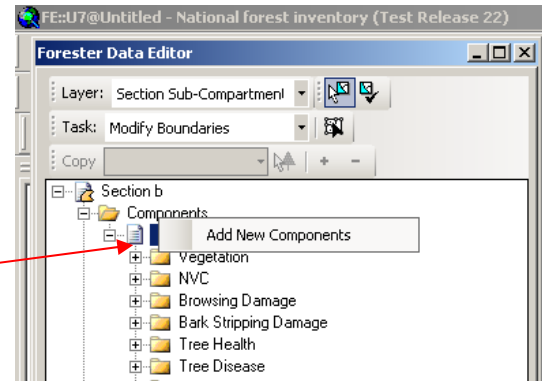 FE::U7@Untitled - National forest inventory (Test Release 22)
Forester Data Editor
Layer: Section Sub-Compartment
Task: Modify Boundaries
Copy
Section b
Components
Add New Components
Vegetation
NVC
Browsing Damage
Bark Stripping Damage
Tree Health
Tree Disease